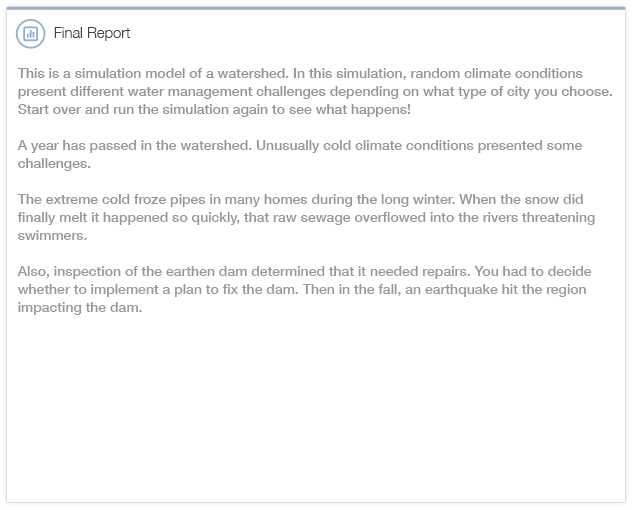 Final Report
This is a simulation model of a watershed. In this simulation, random climate conditions
present different water management challenges depending on what type of city you choose.
Start over and run the simulation again to see what happens!
A year has passed in the watershed. Unusually cold climate conditions presented some
challenges.
The extreme cold froze pipes in many homes during the long winter. When the snow did
finally melt it happened so quickly, that raw sewage overflowed into the rivers threatening
swimmers.
Also, inspection of the earthen dam determined that it needed repairs. You had to decide
whether to implement a plan to fix the dam. Then in the fall, an earthquake hit the region
impacting the dam.